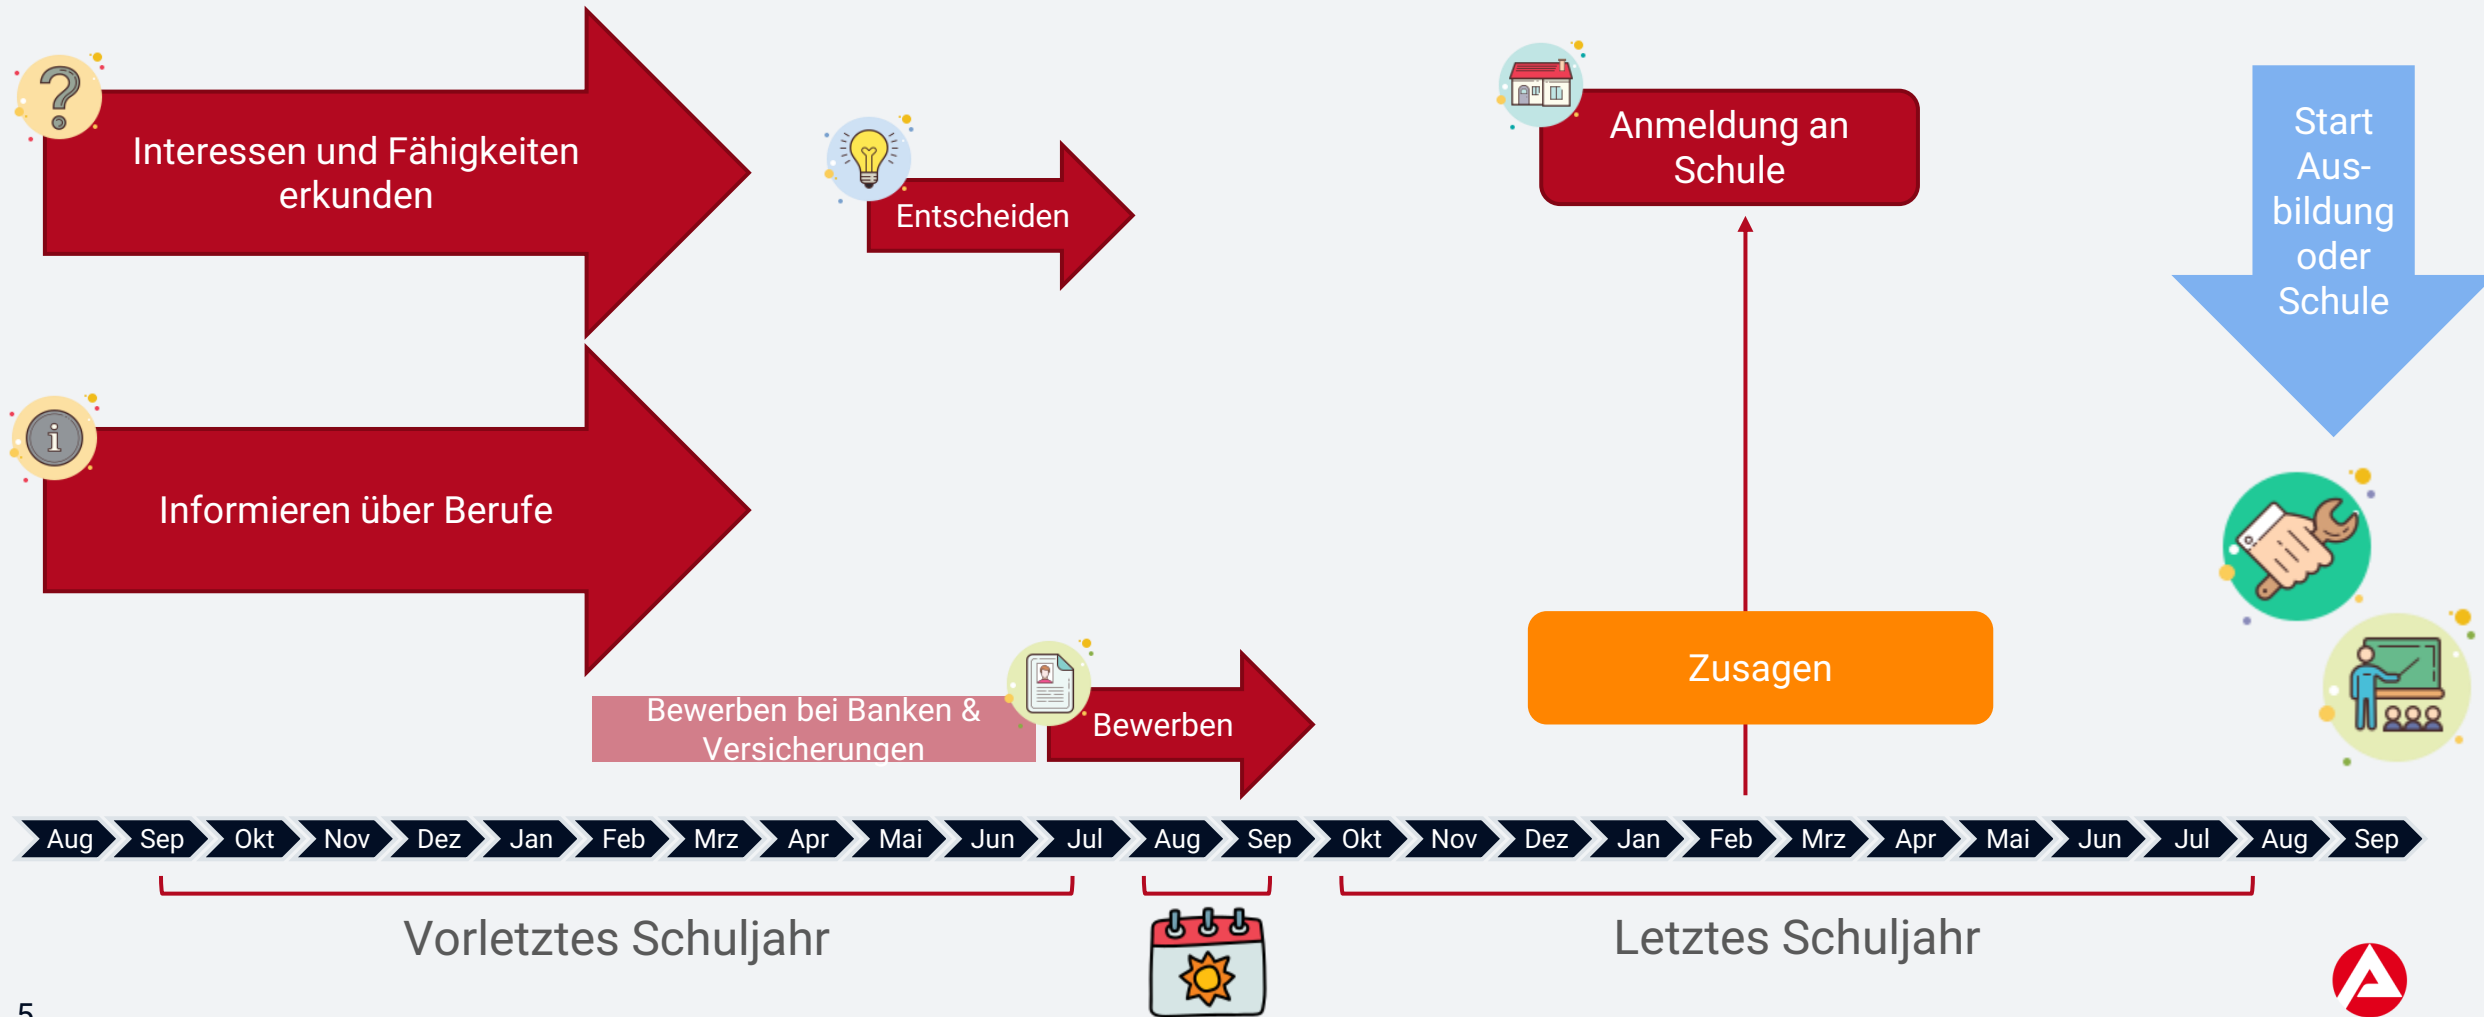 Interessen und Fähigkeiten
erkunden
Entscheiden
Anmeldung an
Schule
Start
Aus-
bildung
oder
Schule
i
Informieren über Berufe
Bewerben bei Banken &
Versicherungen
Bewerben
Zusagen
Aug Sep Okt Nov Dez Jan Feb Mrz Apr Mai Jun Jul Aug Sep Okt Nov Dez Jan Feb Mrz Apr Mai Jun Jul Aug Sep
Vorletztes Schuljahr
Letztes Schuljahr
5